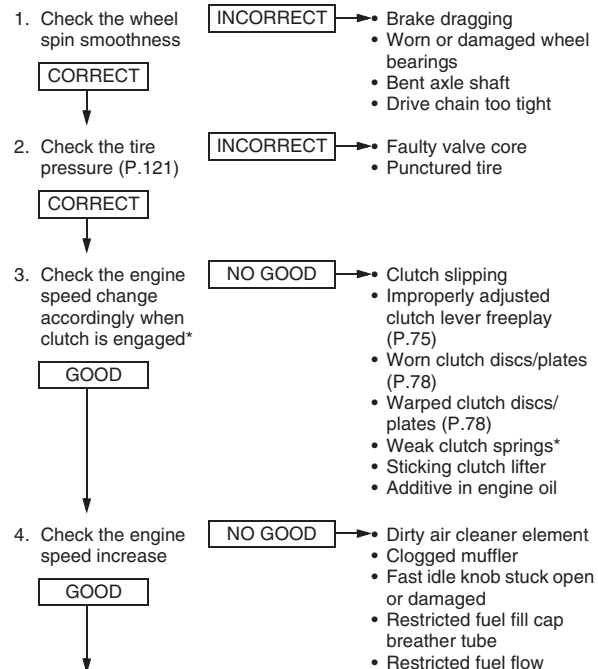 1. Check the wheel
spin smoothness
INCORRECT
• Brake dragging
• Worn or damaged wheel
bearings
• Bent axle shaft
• Drive chain too tight
CORRECT
2. Check the tire
pressure (P.121)
INCORRECT
• Faulty valve core
• Punctured tire
CORRECT
3. Check the engine
speed change
accordingly when
clutch is engaged*
NO GOOD
• Clutch slipping
• Improperly adjusted
clutch lever freeplay
(P.75)
• Worn clutch discs/plates
(P.78)
• Warped clutch discs/
plates (P.78)
• Weak clutch springs*
• Sticking clutch lifter
• Additive in engine oil
GOOD
4. Check the engine
speed increase
NO GOOD
• Dirty air cleaner element
• Clogged muffler
• Fast idle knob stuck open
or damaged
• Restricted fuel fill cap
breather tube
• Restricted fuel flow
GOOD